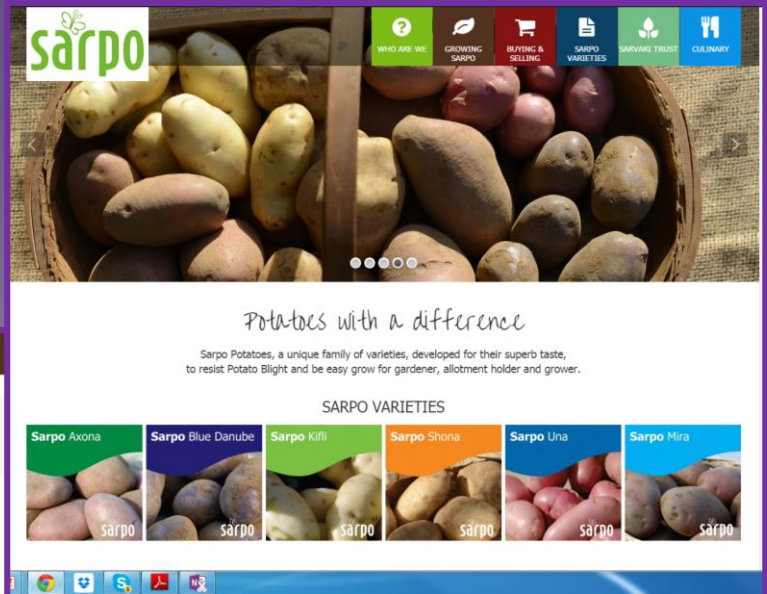 sarpo
WHO ARE WE
GROWING
SARPO
BUYING &
SELLING
SARPO
VARIETIES
SARVARI TRUST
CULINARY
Potatoes with a difference
Sarpo Potatoes, a unique family of varieties, developed for their superb taste,
to resist Potato Blight and be easy grow for gardener, allotment holder and grower.
SARPO VARIETIES
Sarpo Axona
Sarpo Blue Danube
Sarpo Kifli
Sarpo Shona
Sarpo Una
Sarpo Mira
sarpo
sarpo
sarpo
sarpo
sarpo
sarpo